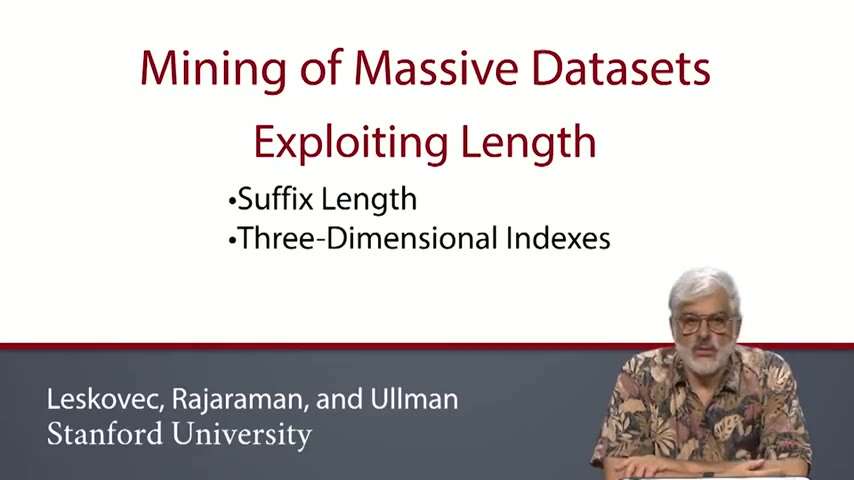 Mining of Massive Datasets
Exploiting Length
•Suffix Length
•Three-Dimensional Indexes
Leskovec, Rajaraman, and Ullman
Stanford University